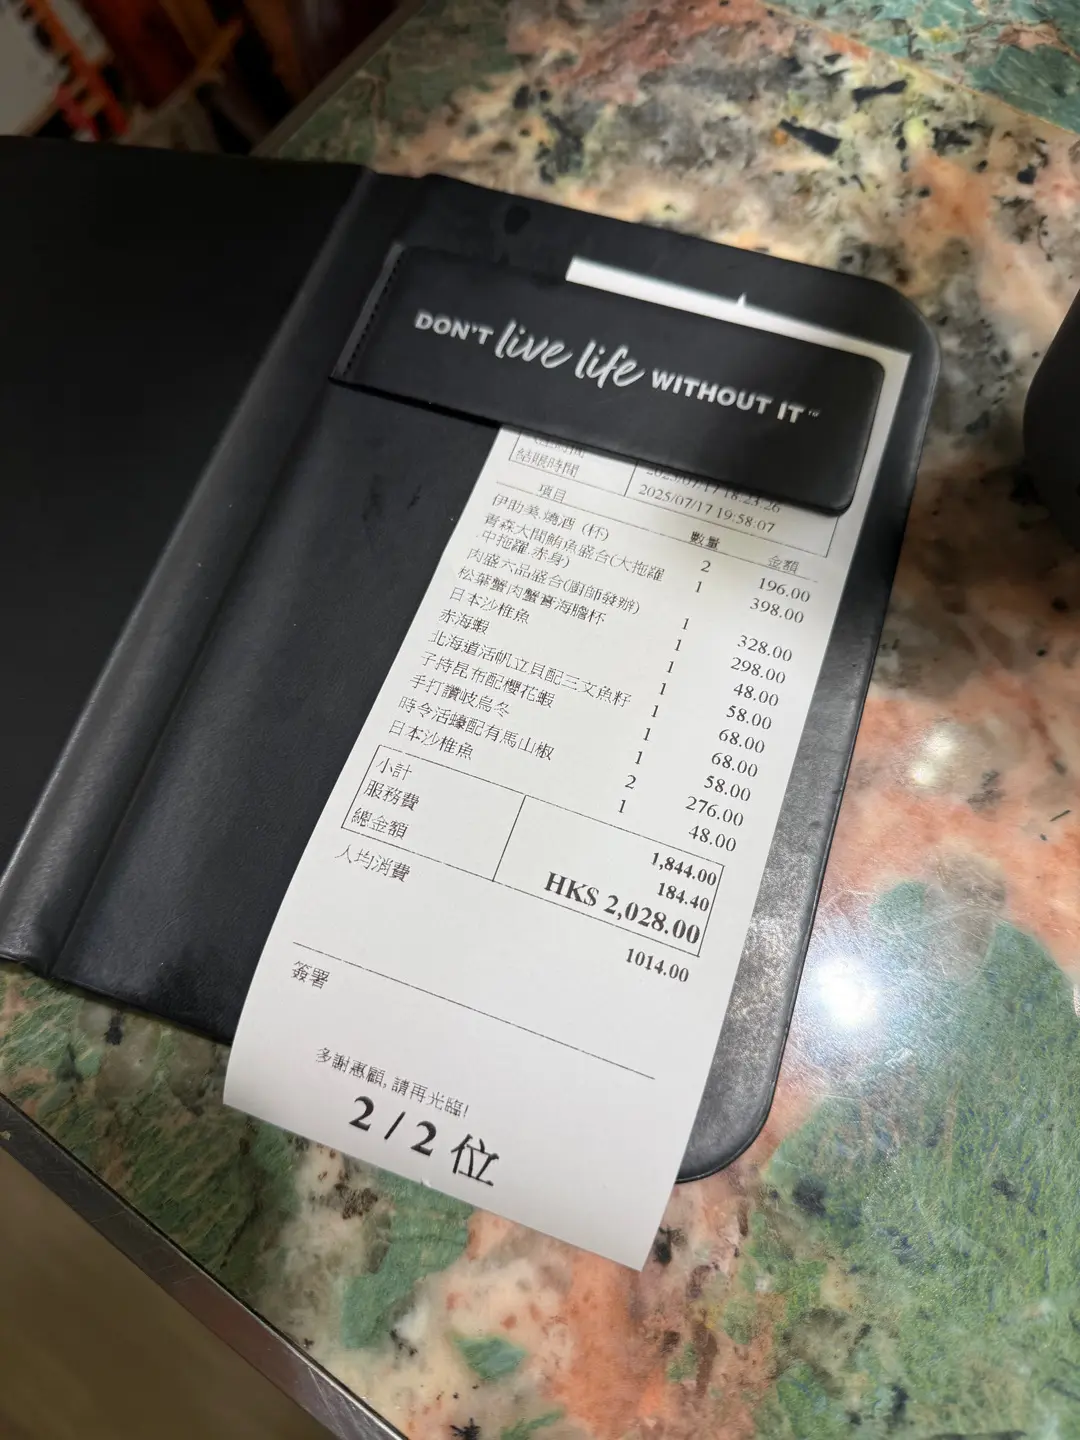 DON'T live life WITHOUT IT™
2025/07/17 18:23:26
結賬時間 2025/07/17 19:58:07
項目 數量 金額
伊助美.燒酒 (杯) 2 196.00
青森大間鮪魚盛合(大拖羅 1 398.00
.中拖羅.赤身)
肉盛六品盛合(廚師發辦) 1 328.00
松葉蟹肉蟹膏海膽杯 1 298.00
日本沙椎魚 1 48.00
赤海蝦 1 58.00
北海道活帆立貝配三文魚籽 1 68.00
子持昆布配櫻花蝦 1 68.00
手打讚岐烏冬 1 58.00
時令活蠔配有馬山椒 2 276.00
日本沙椎魚 1 48.00
小計 1,844.00
服務費 184.40
總金額 HK$ 2,028.00
人均消費 1014.00
簽署
多謝惠顧, 請再光臨!
2 / 2 位